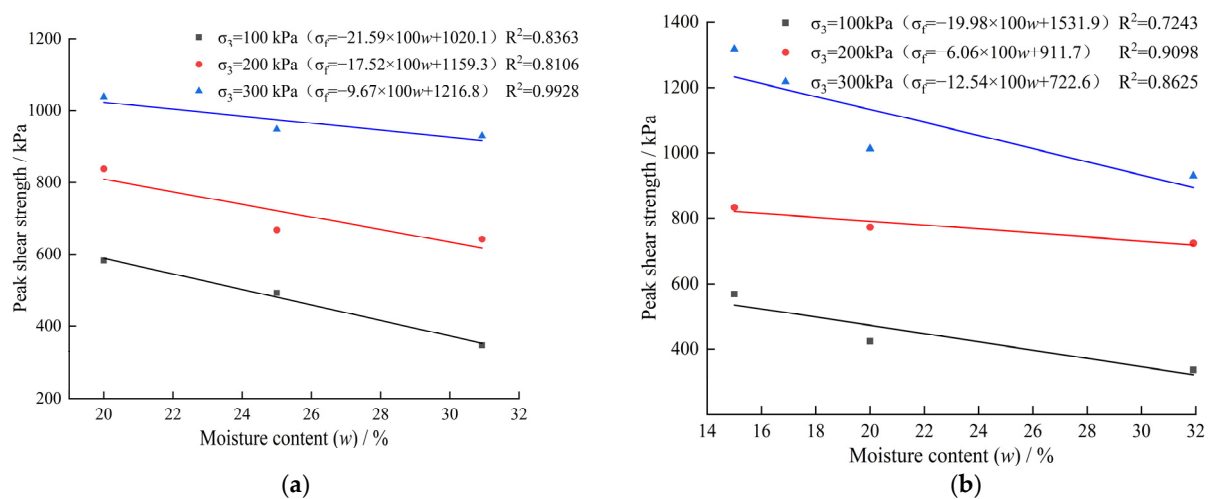 1200
1000
800
600
400
200
20
22
24
26
28
30
32
Peak shear strength / kPa
Moisture content (w) / %
σ3=100 kPa（σf=−21.59×100w+1020.1） R2=0.8363
σ3=200 kPa（σf=-17.52×100w+1159.3） R2=0.8106
σ3=300 kPa（σf=-9.67×100w+1216.8） R2=0.9928
(a)
1400
1200
1000
800
600
400
14
16
18
20
22
24
26
28
30
32
Peak shear strength / kPa
Moisture content (w) / %
σ3=100kPa（σf=−19.98×100w+1531.9）R2=0.7243
σ3=200kPa（σf=-6.06×100w+911.7） R2=0.9098
σ3=300kPa（σf=-12.54×100w+722.6） R2=0.8625
(b)